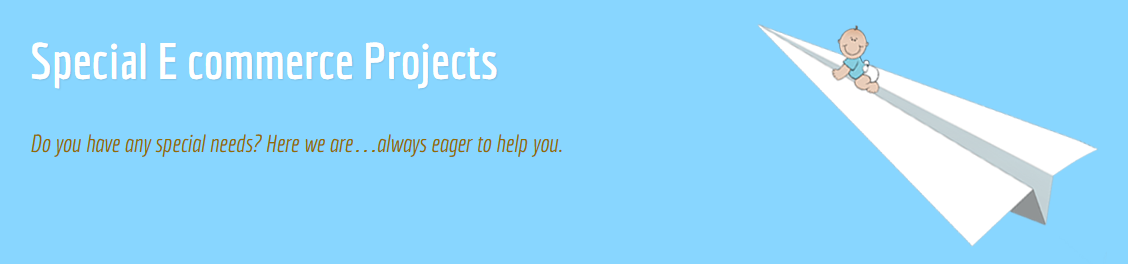 Special E commerce Projects
Do you have any special needs? Here we are...always eager to help you.